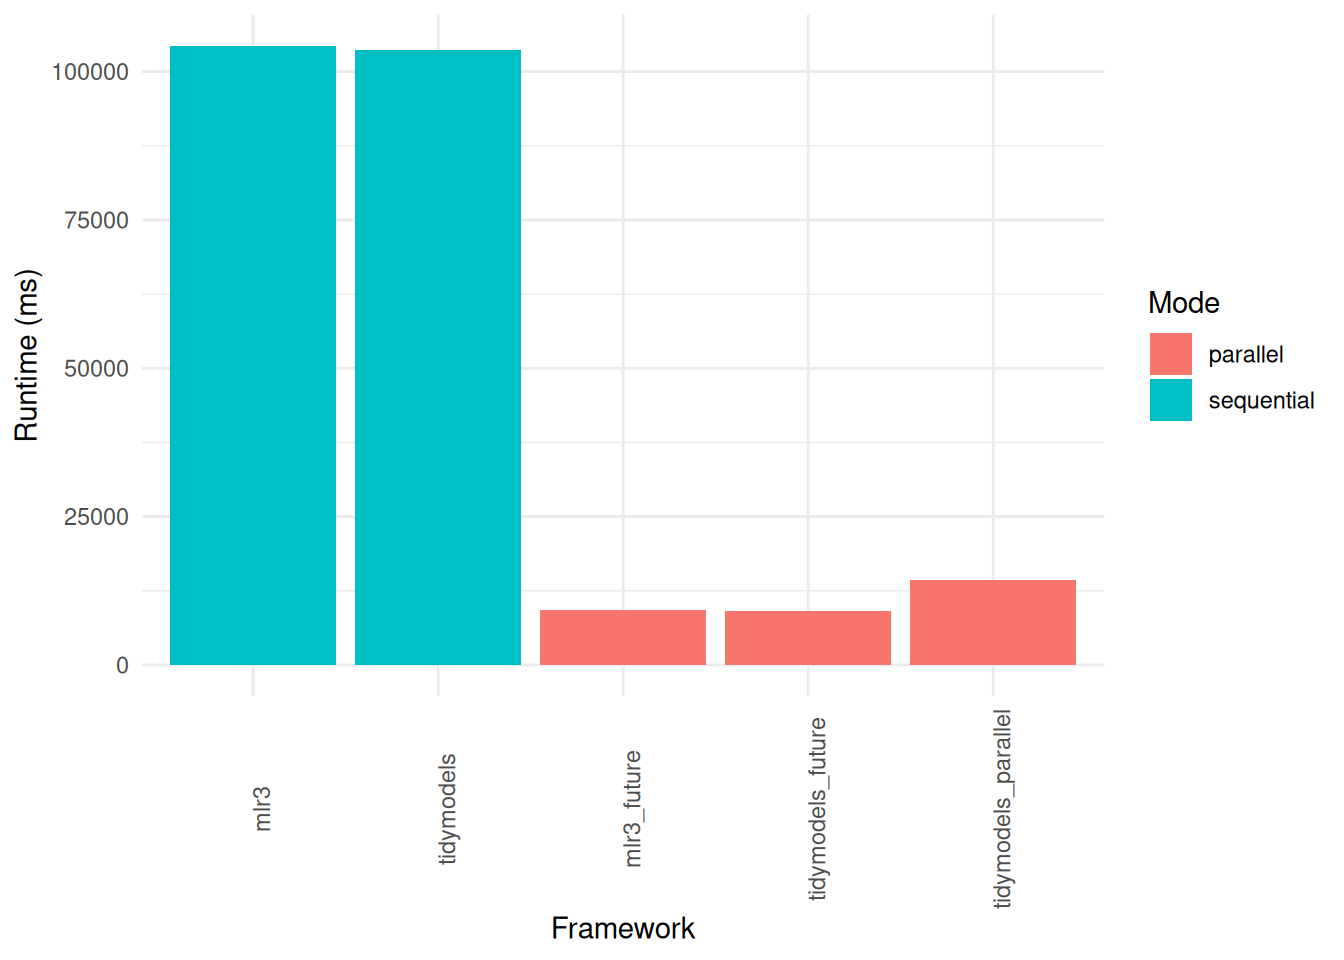 100000
75000
50000
25000
0
Runtime (ms)
mlr3
tidymodels
mlr3_future
tidymodels_future
tidymodels_parallel
Framework
Mode
parallel
sequential